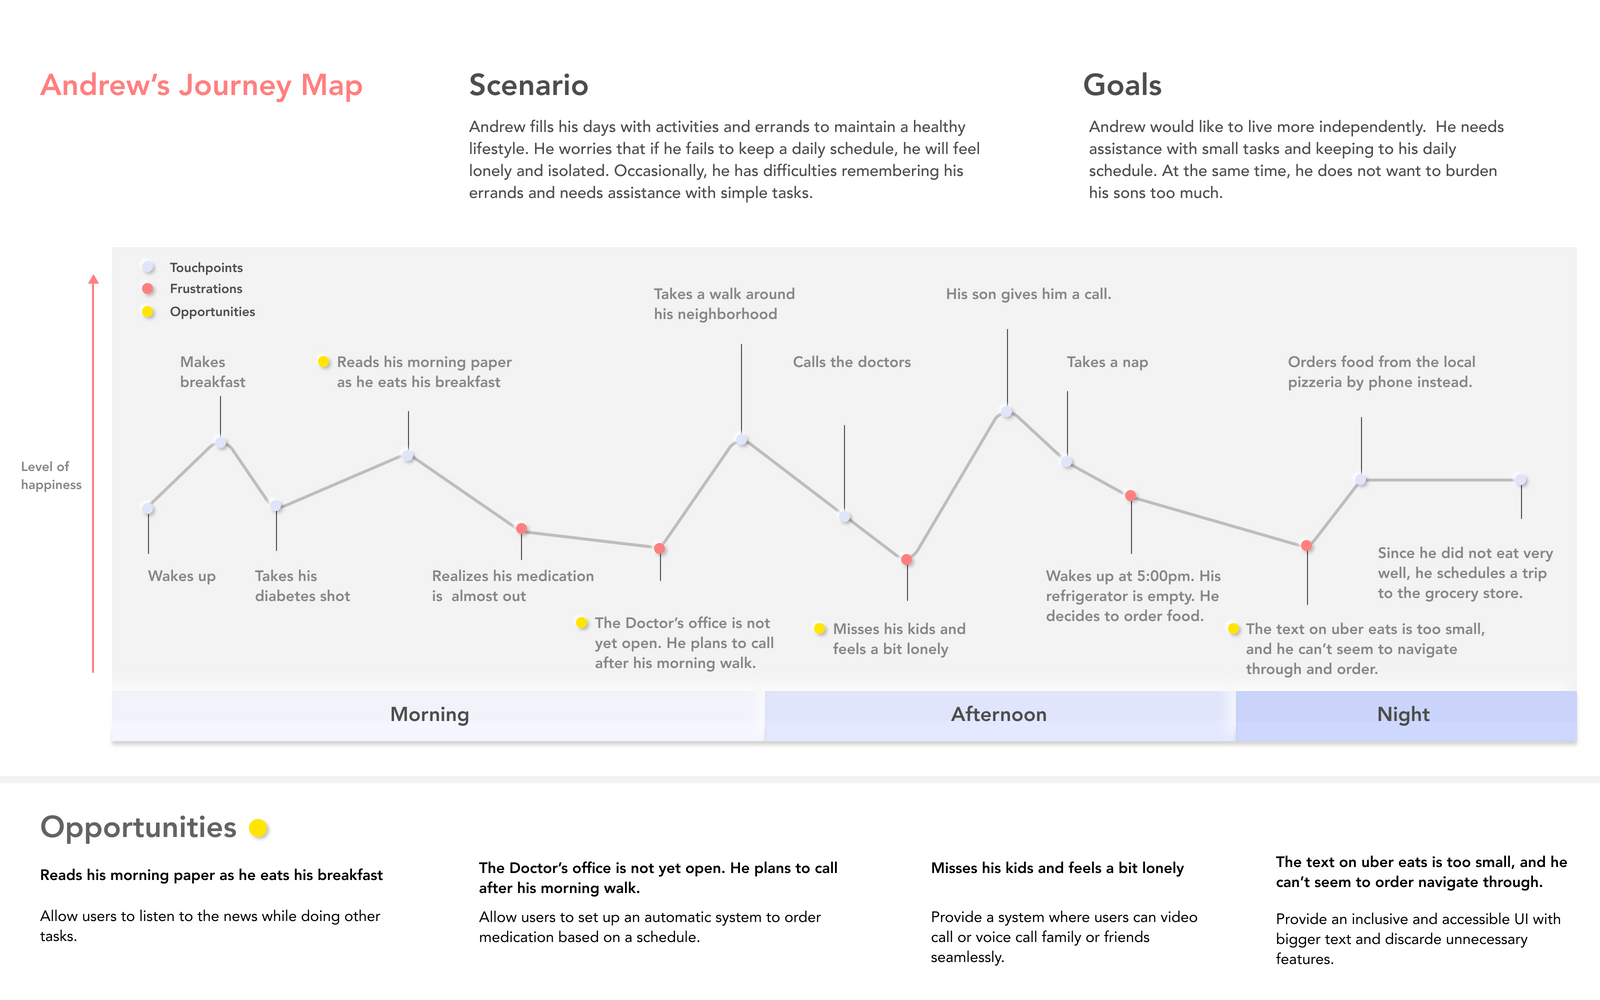 Andrew’s Journey Map
Scenario
Andrew fills his days with activities and errands to maintain a healthy
lifestyle. He worries that if he fails to keep a daily schedule, he will feel
lonely and isolated. Occasionally, he has difficulties remembering his
errands and needs assistance with simple tasks.
Goals
Andrew would like to live more independently.  He needs
assistance with small tasks and keeping to his daily
schedule. At the same time, he does not want to burden
his sons too much.
Touchpoints
Frustrations
Opportunities
Level of
happiness
Wakes up
Makes
breakfast
Takes his
diabetes shot
Reads his morning paper
as he eats his breakfast
Realizes his medication
is  almost out
The Doctor’s office is not
yet open. He plans to call
after his morning walk.
Takes a walk around
his neighborhood
Calls the doctors
Misses his kids and
feels a bit lonely
His son gives him a call.
Takes a nap
Wakes up at 5:00pm. His
refrigerator is empty. He
decides to order food.
The text on uber eats is too small,
and he can’t seem to navigate
through and order.
Orders food from the local
pizzeria by phone instead.
Since he did not eat very
well, he schedules a trip
to the grocery store.
Morning
Afternoon
Night
Opportunities
Reads his morning paper as he eats his breakfast
Allow users to listen to the news while doing other
tasks.
The Doctor’s office is not yet open. He plans to call
after his morning walk.
Allow users to set up an automatic system to order
medication based on a schedule.
Misses his kids and feels a bit lonely
Provide a system where users can video
call or voice call family or friends
seamlessly.
The text on uber eats is too small, and he
can’t seem to order navigate through.
Provide an inclusive and accessible UI with
bigger text and discarde unnecessary
features.